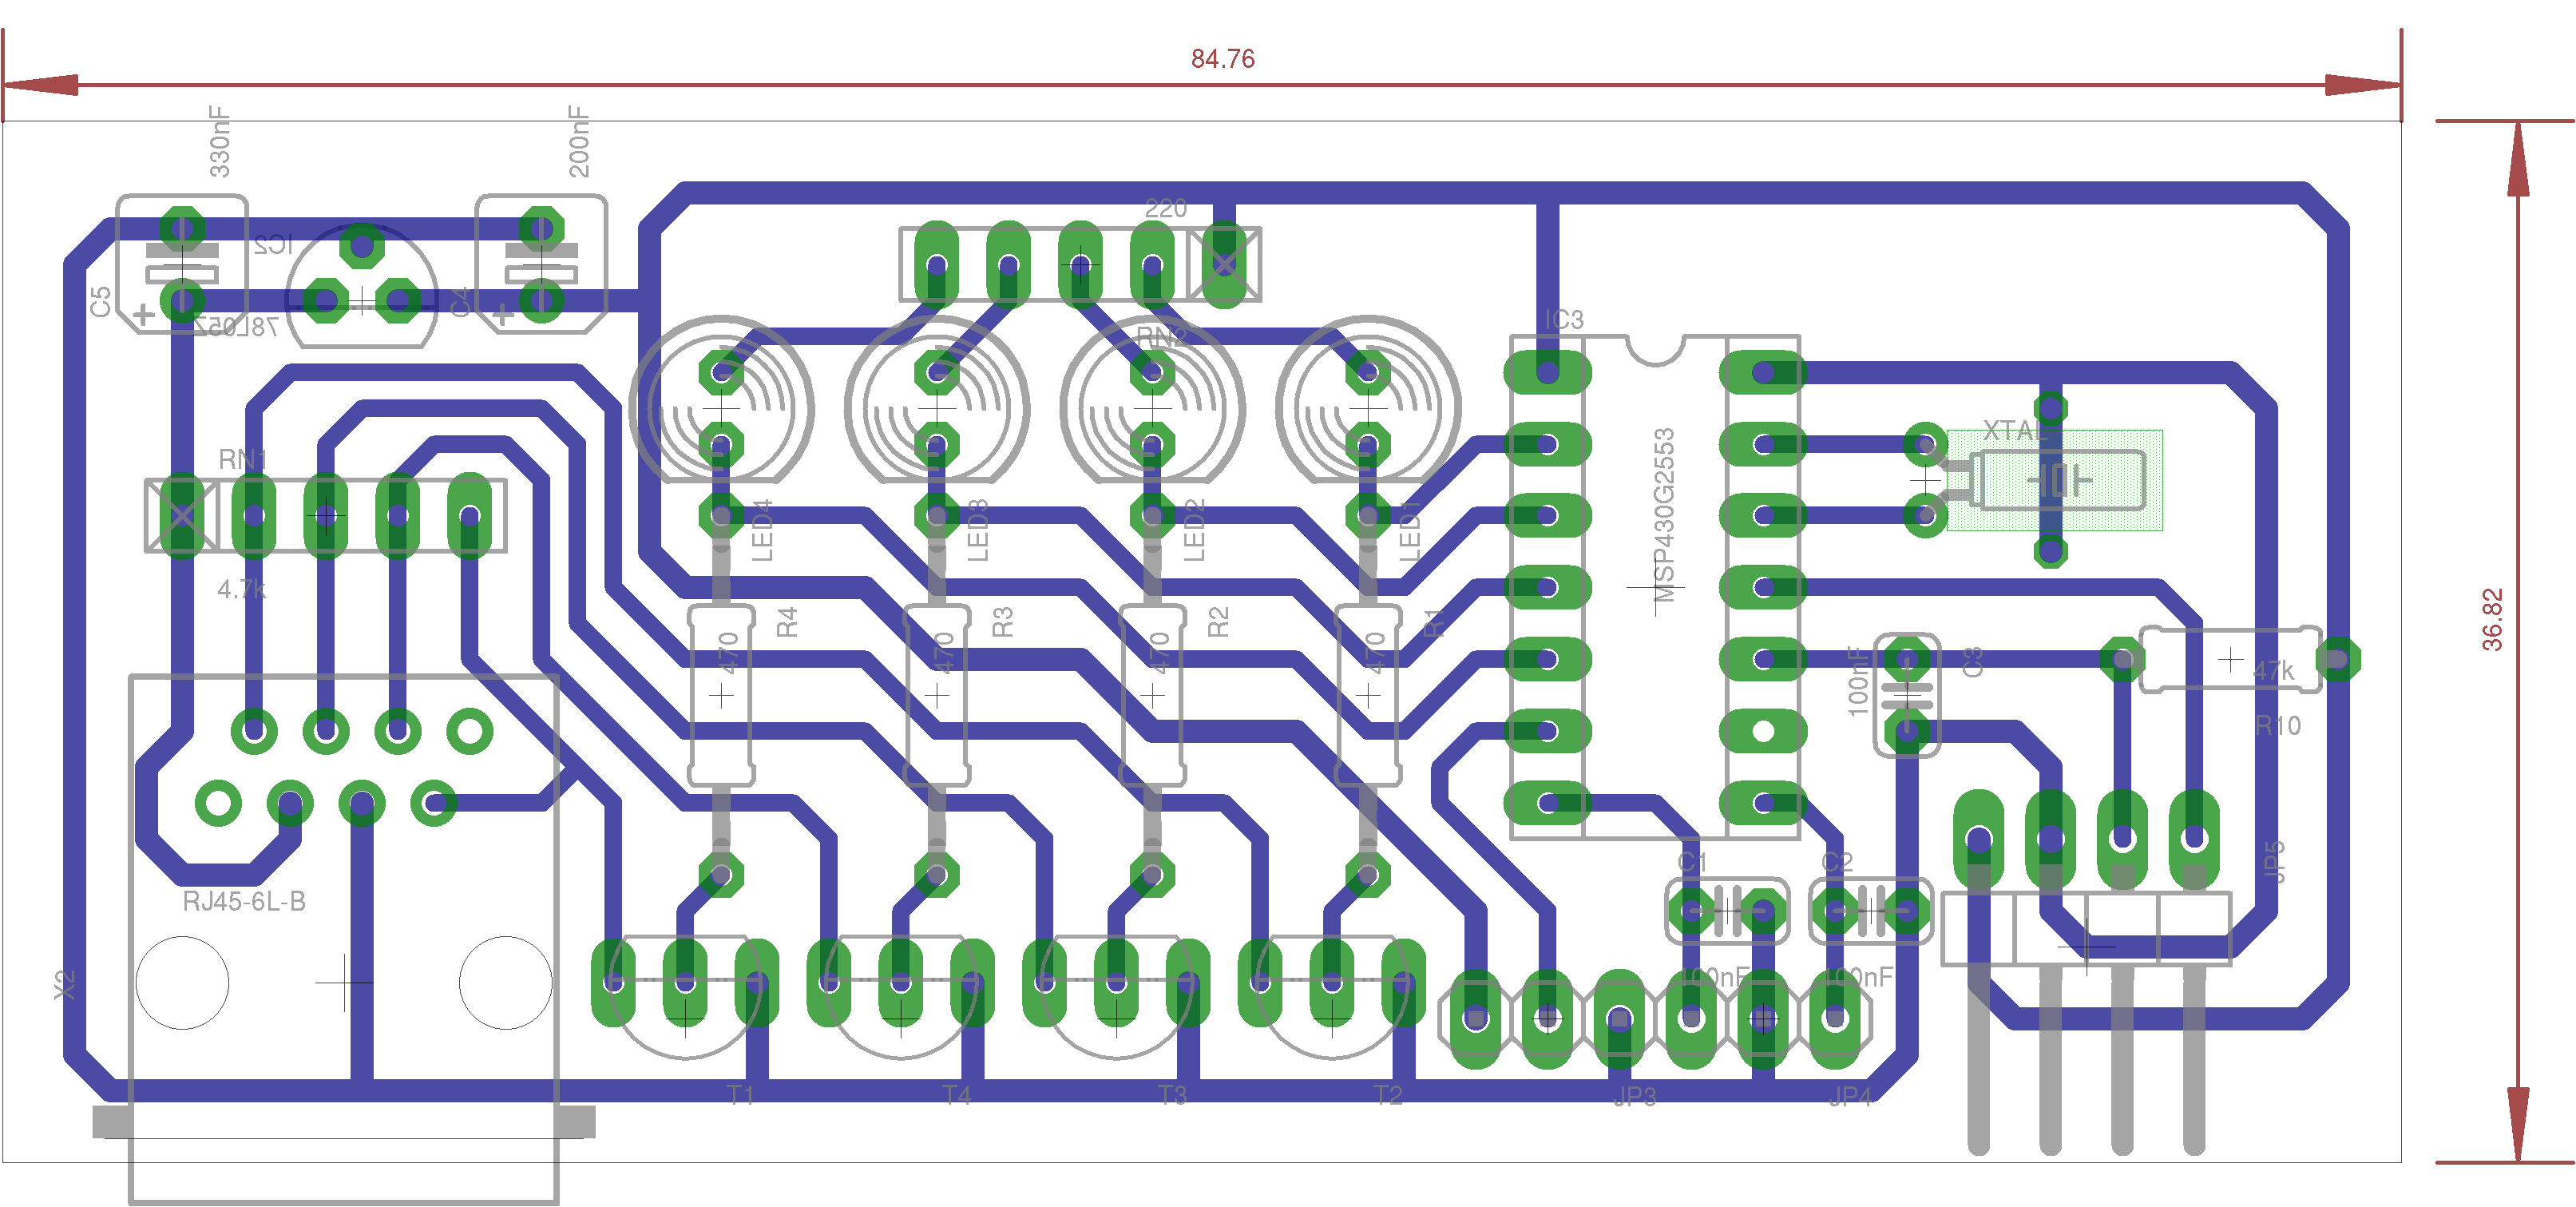 84.76
330nF
200nF
220
IC2
C5
C4
78L05Z
IC3
RN2
XTAL
MSP430G2553
RN1
LED4
LED3
LED2
LED1
4.7k
36.82
R4
R3
R2
R1
470
470
470
470
100nF
C3
47k
R10
C1
C2
JP5
RJ45-6L-B
X2
100nF
100nF
T1
T4
T3
T2
JP3
JP4